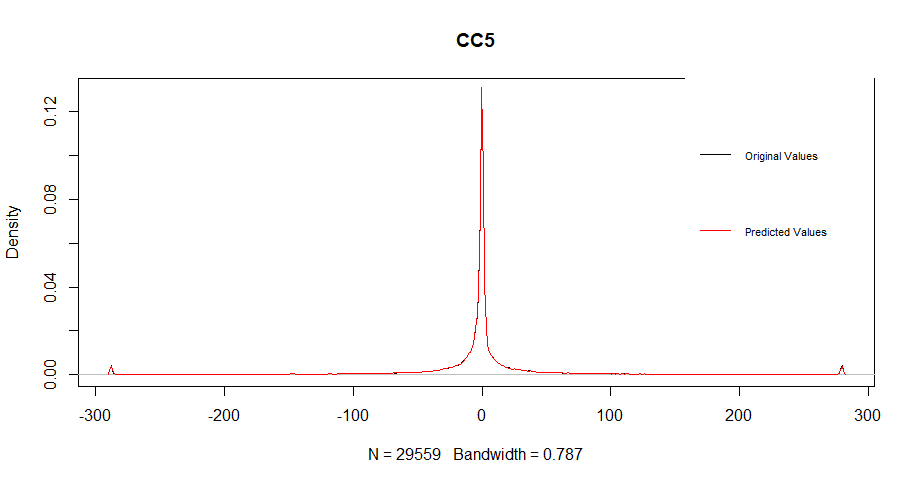 CC5
Density
0.12
0.08
0.04
0.00
Original Values
Predicted Values
-300 -200 -100 0 100 200 300
N = 29559 Bandwidth = 0.787